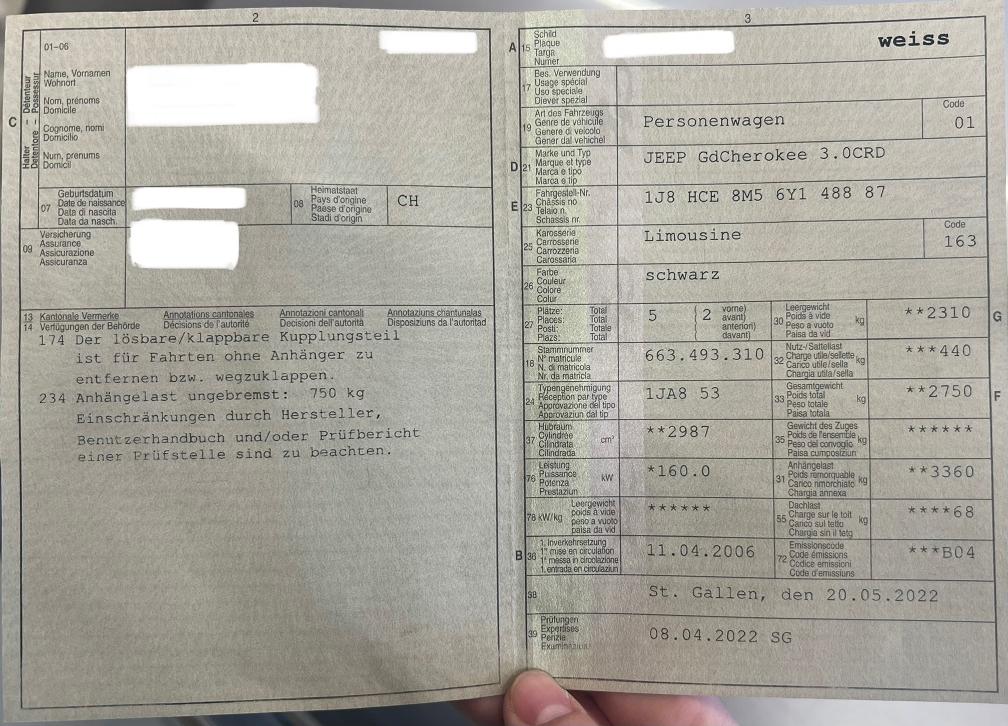 2
01-06
C
Halter – Détenteur
Detentore – Possessur
Name, Vornamen
Wohnort
Nom, prénoms
Domicile
Cognome, nomi
Domicilio
Num, prenums
Domicil
07
Geburtsdatum
Date de naissance
Data di nascita
Data da nasch.
08
Heimatstaat
Pays d'origine
Paese d'origine
Stadi d'origin
CH
09
Versicherung
Assurance
Assicurazione
Assicuranza
13 Kantonale Vermerke Annotations cantonales Annotazioni cantonali Annotaziuns chantunalas
14 Verfügungen der Behörde Décisions de l'autorité Decisioni dell'autorità Disposiziuns da l'autoritad
174 Der lösbare/klappbare Kupplungsteil
ist für Fahrten ohne Anhänger zu
entfernen bzw. wegzuklappen.
234 Anhängelast ungebremst: 750 kg
Einschränkungen durch Hersteller,
Benutzerhandbuch und/oder Prüfbericht
einer Prüfstelle sind zu beachten.
3
A
15
Schild
Plaque
Targa
Numer
weiss
17
Bes. Verwendung
Usage spécial
Uso speciale
Diever spezial
19
Art des Fahrzeugs
Genre de véhicule
Genere di veicolo
Gener dal vehichel
Personenwagen
Code
01
D
21
Marke und Typ
Marque et type
Marca e tipo
Marca e tip
JEEP GdCherokee 3.0CRD
E
23
Fahrgestell-Nr.
Châssis no
Telaio n.
Schassis nr.
1J8 HCE 8M5 6Y1 488 87
25
Karosserie
Carrosserie
Carrozzeria
Carossaria
Limousine
Code
163
26
Farbe
Couleur
Colore
Colur
schwarz
27
Plätze: Total
Places: Total
Posti: Totale
Plazs: Total
5 ( 2
vorne)
avant)
anteriori)
davant)
30
Leergewicht
Poids à vide
Peso a vuoto
Paisa da vid
kg
**2310
G
18
Stammnummer
N° matricule
N. di matricola
Nr. da matricla
663.493.310
32
Nutz-/Sattellast
Charge utile/sellette
Carico utile/sella
Chargia utila/sella
kg
***440
24
Typengenehmigung
Réception par type
Approvazione del tipo
Approvaziun dal tip
1JA8 53
33
Gesamtgewicht
Poids total
Peso totale
Paisa totala
kg
**2750
F
37
Hubraum
Cylindrée
Cilindrata
Cilindrada
cm³
**2987
35
Gewicht des Zuges
Poids de l'ensemble
Peso del convoglio
Paisa cumposiziun
kg
******
76
Leistung
Puissance
Potenza
Prestaziun
kW
*160.0
31
Anhängelast
Poids remorquable
Carico rimorchiato
Chargia annexa
kg
**3360
78 kW/kg
Leergewicht
poids à vide
peso a vuoto
paisa da vid
******
55
Dachlast
Charge sur le toit
Carico sul tetto
Chargia sin il tetg
kg
****68
B
36
1. Inverkehrsetzung
1re mise en circulation
1a messa in circolazione
1. entrada en circulaziun
11.04.2006
72
Emissionscode
Code émissions
Codice emissioni
Code d'emissiuns
***B04
38
St. Gallen, den 20.05.2022
39
Prüfungen
Expertises
Perizie
Examinaziun
08.04.2022 SG